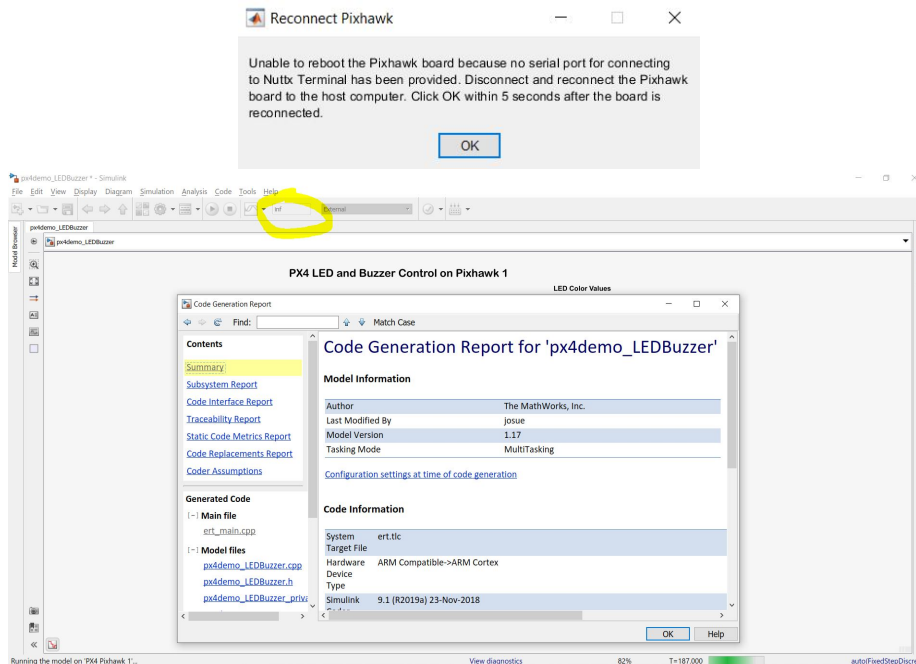 Reconnect Pixhawk
Unable to reboot the Pixhawk board because no serial port for connecting
to Nuttx Terminal has been provided. Disconnect and reconnect the Pixhawk
board to the host computer. Click OK within 5 seconds after the board is
reconnected.
OK
px4demo_LEDBuzzer * - Simulink
File Edit View Display Diagram Simulation Analysis Code Tools Help
inf External
px4demo_LEDBuzzer
px4demo_LEDBuzzer
Model Browser
PX4 LED and Buzzer Control on Pixhawk 1
LED Color Values
Code Generation Report
Find: Match Case
Contents
Summary
Subsystem Report
Code Interface Report
Traceability Report
Static Code Metrics Report
Code Replacements Report
Coder Assumptions
Generated Code
[-] Main file
ert_main.cpp
[-] Model files
px4demo_LEDBuzzer.cpp
px4demo_LEDBuzzer.h
px4demo_LEDBuzzer_priva
Code Generation Report for 'px4demo_LEDBuzzer'
Model Information
Author The MathWorks, Inc.
Last Modified By josue
Model Version 1.17
Tasking Mode MultiTasking
Configuration settings at time of code generation
Code Information
System Target File ert.tlc
Hardware Device Type ARM Compatible->ARM Cortex
Simulink 9.1 (R2019a) 23-Nov-2018
OK Help
Running the model on 'PX4 Pixhawk 1'... View diagnostics 82% T=187.000 auto(FixedStepDiscre